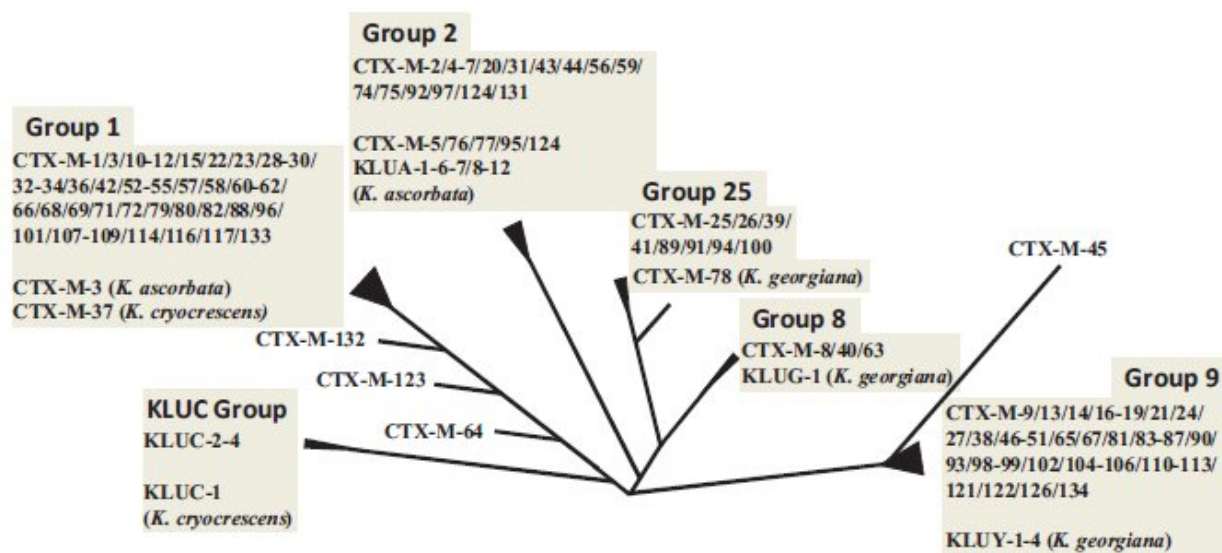 Group 2
CTX-M-2/4-7/20/31/43/44/56/59/
74/75/92/97/124/131
CTX-M-5/76/77/95/124
KLUA-1-6-7/8-12
(K. ascorbata)
Group 1
CTX-M-1/3/10-12/15/22/23/28-30/
32-34/36/42/52-55/57/58/60-62/
66/68/69/71/72/79/80/82/88/96/
101/107-109/114/116/117/133
CTX-M-3 (K. ascorbata)
CTX-M-37 (K. cryocrescens)
Group 25
CTX-M-25/26/39/
41/89/91/94/100
CTX-M-78 (K. georgiana)
CTX-M-45
Group 8
CTX-M-8/40/63
KLUG-1 (K. georgiana)
CTX-M-132
CTX-M-123
CTX-M-64
KLUC Group
KLUC-2-4
KLUC-1
(K. cryocrescens)
Group 9
CTX-M-9/13/14/16-19/21/24/
27/38/46-51/65/67/81/83-87/90/
93/98-99/102/104-106/110-113/
121/122/126/134
KLUY-1-4 (K. georgiana)